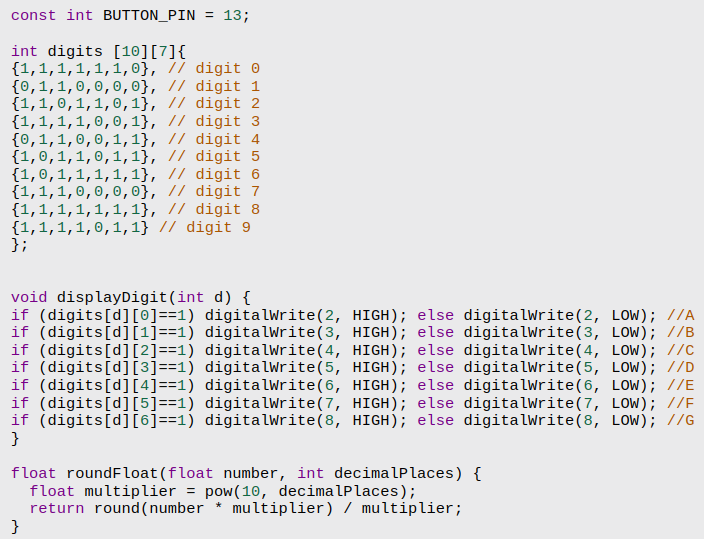 const int BUTTON_PIN = 13;

int digits [10][7]{
{1,1,1,1,1,1,0}, // digit 0
{0,1,1,0,0,0,0}, // digit 1
{1,1,0,1,1,0,1}, // digit 2
{1,1,1,1,0,0,1}, // digit 3
{0,1,1,0,0,1,1}, // digit 4
{1,0,1,1,0,1,1}, // digit 5
{1,0,1,1,1,1,1}, // digit 6
{1,1,1,0,0,0,0}, // digit 7
{1,1,1,1,1,1,1}, // digit 8
{1,1,1,1,0,1,1} // digit 9
};

void displayDigit(int d) {
if (digits[d][0]==1) digitalWrite(2, HIGH); else digitalWrite(2, LOW); //A
if (digits[d][1]==1) digitalWrite(3, HIGH); else digitalWrite(3, LOW); //B
if (digits[d][2]==1) digitalWrite(4, HIGH); else digitalWrite(4, LOW); //C
if (digits[d][3]==1) digitalWrite(5, HIGH); else digitalWrite(5, LOW); //D
if (digits[d][4]==1) digitalWrite(6, HIGH); else digitalWrite(6, LOW); //E
if (digits[d][5]==1) digitalWrite(7, HIGH); else digitalWrite(7, LOW); //F
if (digits[d][6]==1) digitalWrite(8, HIGH); else digitalWrite(8, LOW); //G
}

float roundFloat(float number, int decimalPlaces) {
  float multiplier = pow(10, decimalPlaces);
  return round(number * multiplier) / multiplier;
}